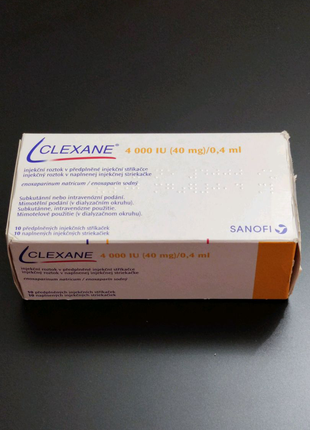 CLEXANE® 4 000 IU (40 mg)/0,4 ml
injekční roztok v předplněné injekční stříkačce
injekčný roztok v naplnenej injekčnej striekačke
enoxaparinum natricum / enoxaparín sodný
Subkutánní nebo intravenózní podání.
Mimotělní podání (v dialyzačním okruhu).
Subkutánne, intravenózne použitie.
Mimotelové použitie (v dialyzačnom okruhu).
10 předplněných injekčních stříkaček
10 naplnených injekčných striekačiek
SANOFI
CLEXANE® 4 000 IU (40 mg)/0,4 ml
injekční roztok v předplněné injekční stříkačce
injekčný roztok v naplnenej injekčnej striekačke
enoxaparinum natricum / enoxaparín sodný
10 předplněných injekčních stříkaček
10 naplnených injekčných striekačiek